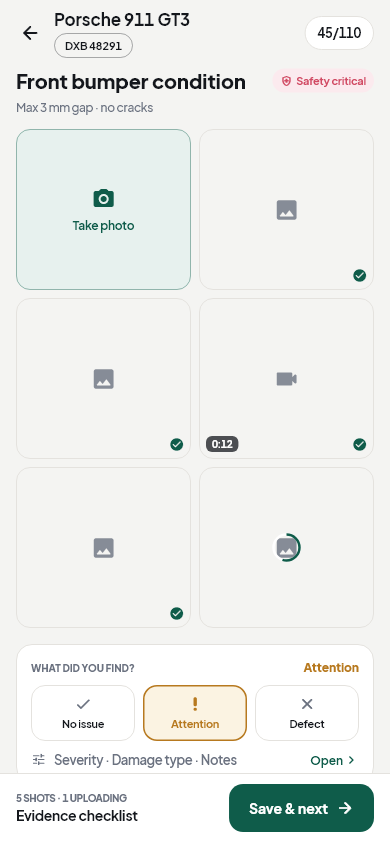 Porsche 911 GT3
DXB 48291
45/110
Front bumper condition
Safety critical
Max 3 mm gap · no cracks
Take photo
0:12
WHAT DID YOU FIND?
Attention
No issue
Attention
Defect
Severity · Damage type · Notes
Open
5 SHOTS · 1 UPLOADING
Evidence checklist
Save & next